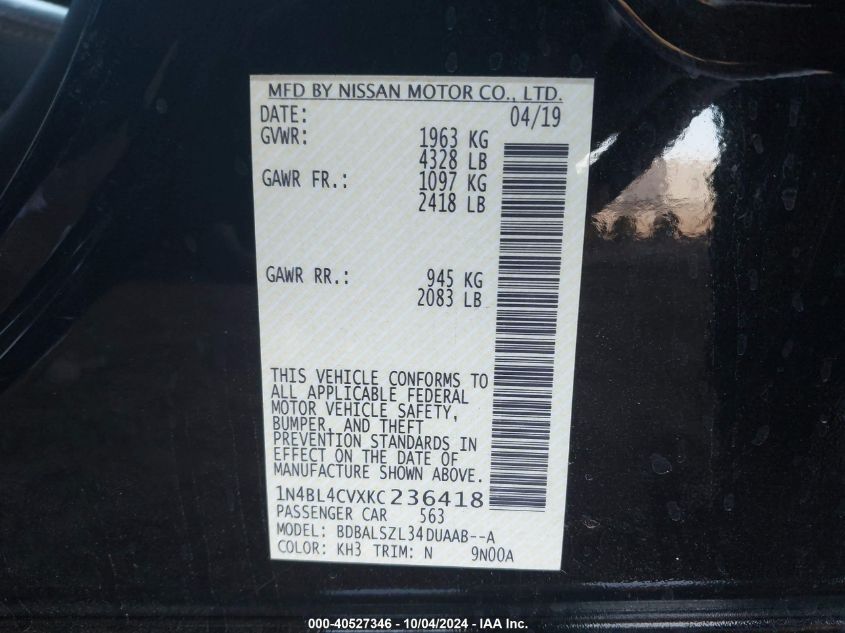 MFD BY NISSAN MOTOR CO., LTD.
DATE: 04/19
GVWR: 1963 KG
4328 LB
GAWR FR.: 1097 KG
2418 LB
GAWR RR.: 945 KG
2083 LB
THIS VEHICLE CONFORMS TO
ALL APPLICABLE FEDERAL
MOTOR VEHICLE SAFETY,
BUMPER, AND THEFT
PREVENTION STANDARDS IN
EFFECT ON THE DATE OF
MANUFACTURE SHOWN ABOVE.
1N4BL4CVXKC236418
PASSENGER CAR 563
MODEL: BDBALSZL34DUAAB--A
COLOR: KH3 TRIM: N 9N00A
000-40527346 - 10/04/2024 - IAA Inc.